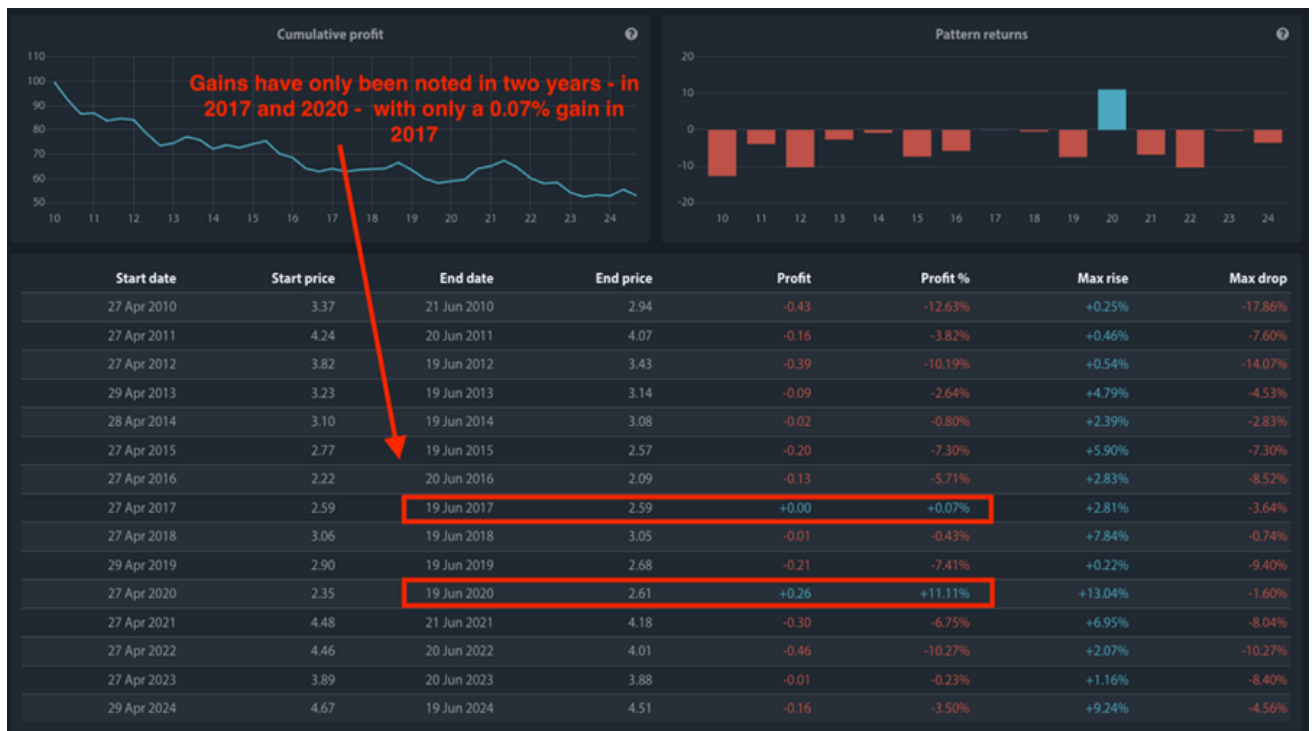 Cumulative profit
Pattern returns
110
100
90
80
70
60
50
10 11 12 13 14 15 16 17 18 19 20 21 22 23 24
Gains have only been noted in two years - in
2017 and 2020 - with only a 0.07% gain in
2017
20
10
0
-10
-20
10 11 12 13 14 15 16 17 18 19 20 21 22 23 24
Start date Start price End date End price Profit Profit % Max rise Max drop
27 Apr 2010 3.37 21 Jun 2010 2.94 -0.43 -12.63% +0.25% -17.86%
27 Apr 2011 4.24 20 Jun 2011 4.07 -0.16 -3.82% +0.46% -7.60%
27 Apr 2012 3.82 19 Jun 2012 3.43 -0.39 -10.19% +0.54% -14.07%
29 Apr 2013 3.23 19 Jun 2013 3.14 -0.09 -2.64% +4.79% -4.53%
28 Apr 2014 3.10 19 Jun 2014 3.08 -0.02 -0.80% +2.39% -2.83%
27 Apr 2015 2.77 19 Jun 2015 2.57 -0.20 -7.30% +5.90% -7.30%
27 Apr 2016 2.22 20 Jun 2016 2.09 -0.13 -5.71% +2.83% -8.52%
27 Apr 2017 2.59 19 Jun 2017 2.59 +0.00 +0.07% +2.81% -3.64%
27 Apr 2018 3.06 19 Jun 2018 3.05 -0.01 -0.43% +7.84% -0.74%
29 Apr 2019 2.90 19 Jun 2019 2.68 -0.21 -7.41% +0.22% -9.40%
27 Apr 2020 2.35 19 Jun 2020 2.61 +0.26 +11.11% +13.04% -1.60%
27 Apr 2021 4.48 21 Jun 2021 4.18 -0.30 -6.75% +6.95% -8.04%
27 Apr 2022 4.46 20 Jun 2022 4.01 -0.46 -10.27% +2.07% -10.27%
27 Apr 2023 3.89 20 Jun 2023 3.88 -0.01 -0.23% +1.16% -8.40%
29 Apr 2024 4.67 19 Jun 2024 4.51 -0.16 -3.50% +9.24% -4.56%